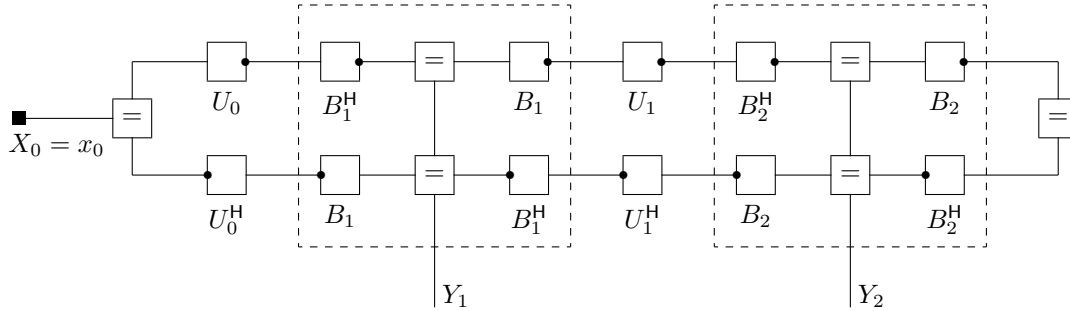 = =
U_0 B_1^H B_1 U_1 B_2^H B_2
= =
X_0 = x_0
= =
U_0^H B_1 B_1^H U_1^H B_2 B_2^H
Y_1 Y_2